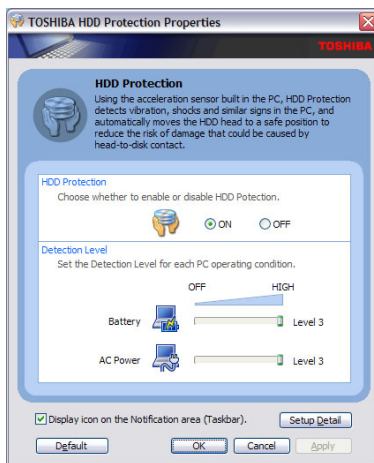 TOSHIBA HDD Protection Properties
TOSHIBA
HDD Protection
Using the acceleration sensor built in the PC, HDD Protection
detects vibration, shocks and similar signs in the PC, and
automatically moves the HDD head to a safe position to
reduce the risk of damage that could be caused by
head-to-disk contact.
HDD Protection
Choose whether to enable or disable HDD Potection.
ON OFF
Detection Level
Set the Detection Level for each PC operating condition.
OFF HIGH
Battery Level 3
AC Power Level 3
Display icon on the Notification area (Taskbar). Setup Detail
Default OK Cancel Apply